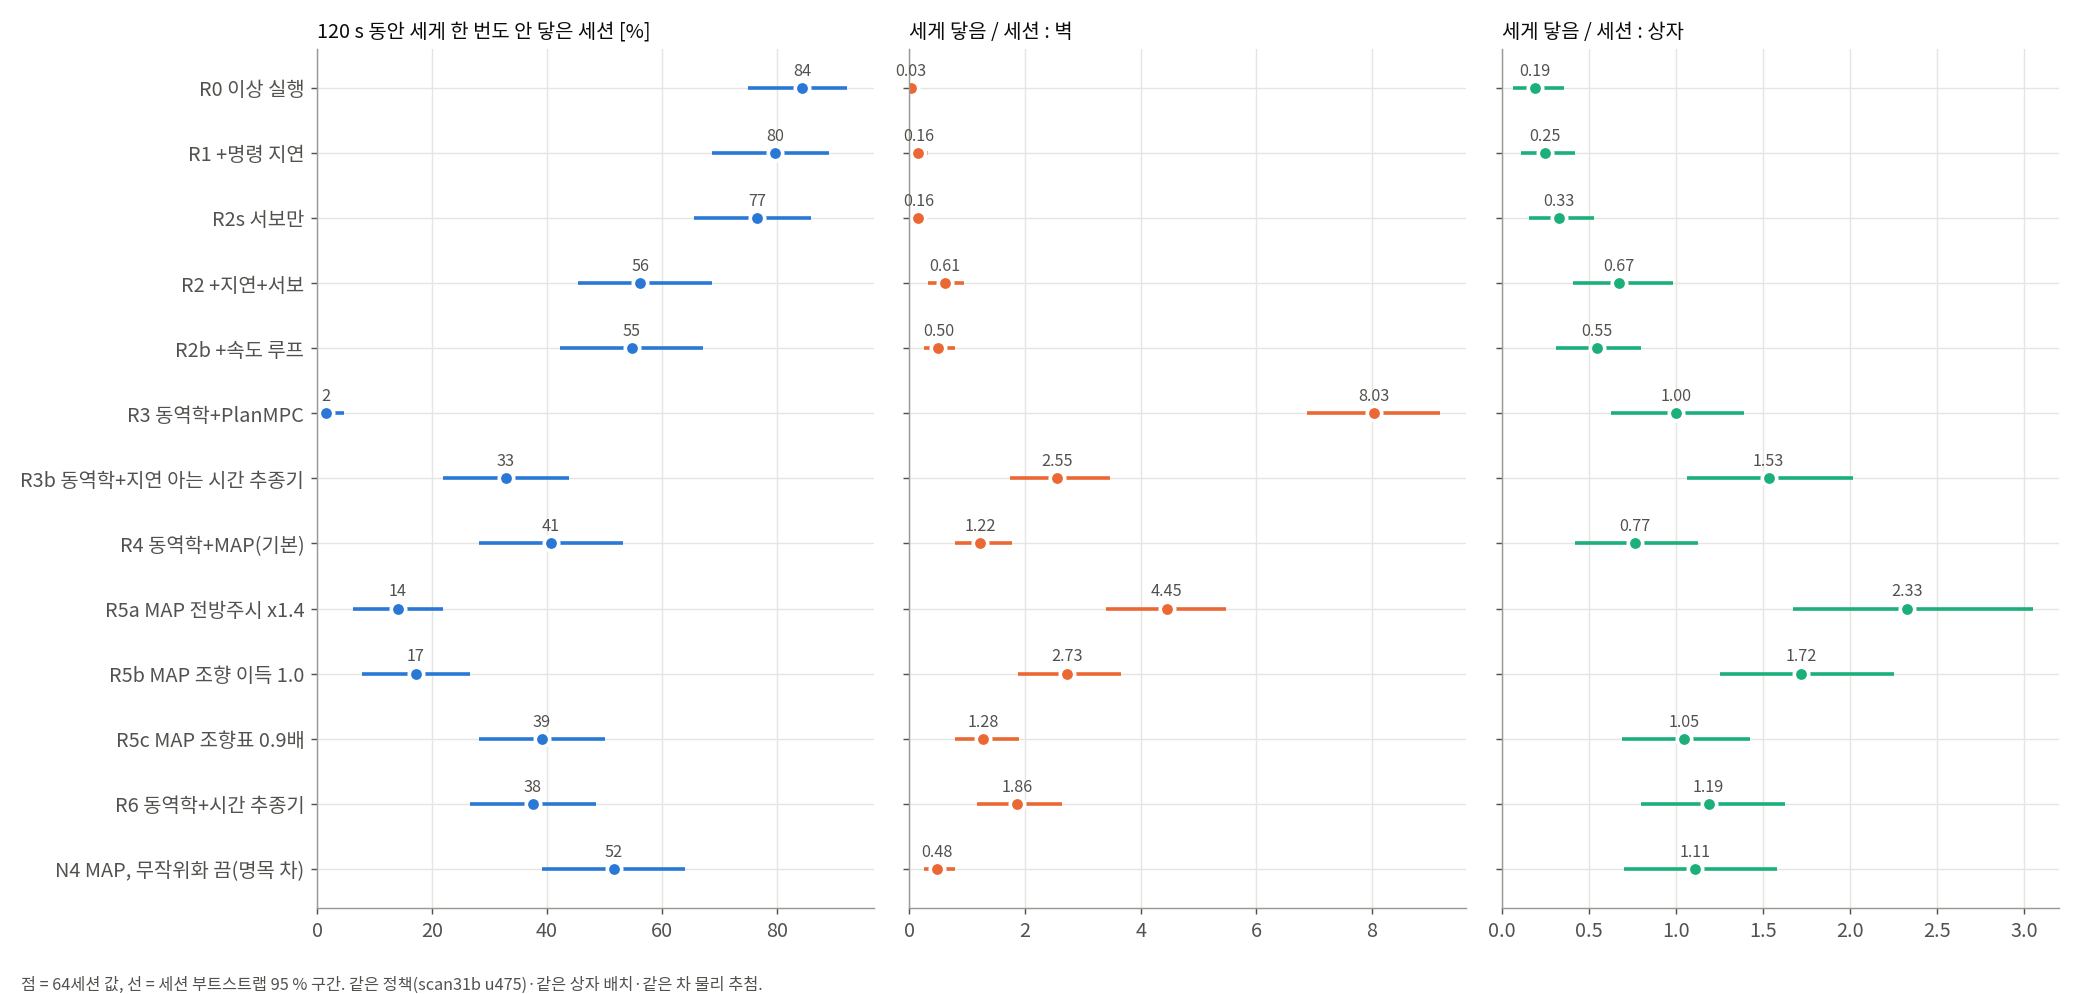 120 s 동안 세게 한 번도 안 닿은 세션 [%]
세게 닿음 / 세션 : 벽
세게 닿음 / 세션 : 상자
R0 이상 실행 84 0.03 0.19
R1 +명령 지연 80 0.16 0.25
R2s 서보만 77 0.16 0.33
R2 +지연+서보 56 0.61 0.67
R2b +속도 루프 55 0.50 0.55
R3 동역학+PlanMPC 2 8.03 1.00
R3b 동역학+지연 아는 시간 추종기 33 2.55 1.53
R4 동역학+MAP(기본) 41 1.22 0.77
R5a MAP 전방주시 x1.4 14 4.45 2.33
R5b MAP 조향 이득 1.0 17 2.73 1.72
R5c MAP 조향표 0.9배 39 1.28 1.05
R6 동역학+시간 추종기 38 1.86 1.19
N4 MAP, 무작위화 끔(명목 차) 52 0.48 1.11
0 20 40 60 80
0 2 4 6 8
0.0 0.5 1.0 1.5 2.0 2.5 3.0
점 = 64세션 값, 선 = 세션 부트스트랩 95 % 구간. 같은 정책(scan31b u475)·같은 상자 배치·같은 차 물리 추첨.